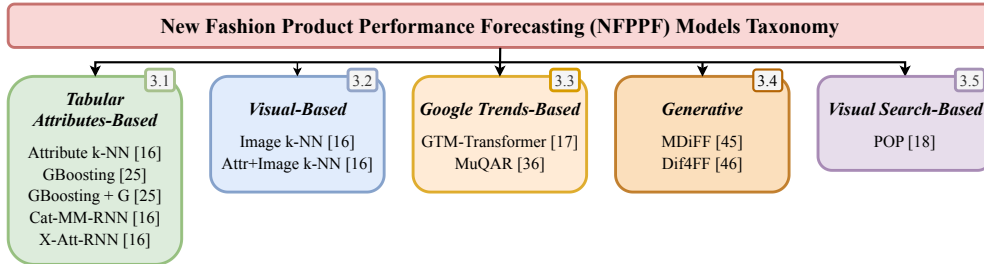 New Fashion Product Performance Forecasting (NFPPF) Models Taxonomy
3.1
Tabular
Attributes-Based
Attribute k-NN [16]
GBoosting [25]
GBoosting + G [25]
Cat-MM-RNN [16]
X-Att-RNN [16]
3.2
Visual-Based
Image k-NN [16]
Attr+Image k-NN [16]
3.3
Google Trends-Based
GTM-Transformer [17]
MuQAR [36]
3.4
Generative
MDiFF [45]
Dif4FF [46]
3.5
Visual Search-Based
POP [18]